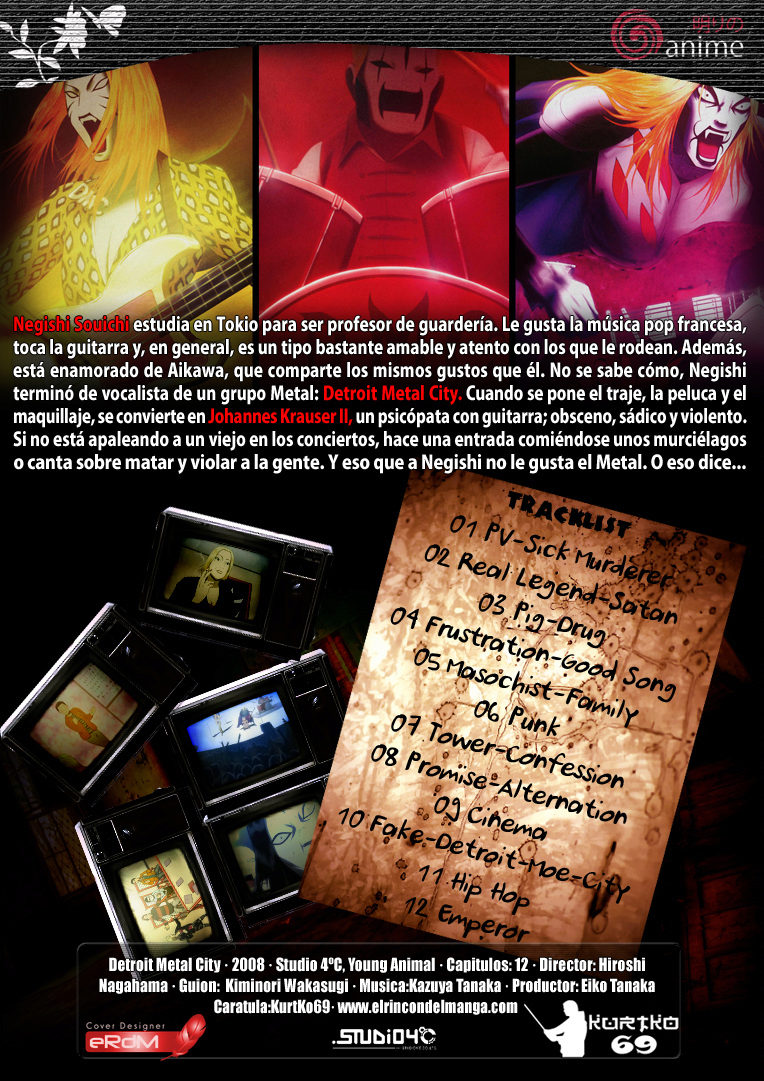 明りの
anime
Negishi Souichi estudia en Tokio para ser profesor de guardería. Le gusta la música pop francesa,
toca la guitarra y, en general, es un tipo bastante amable y atento con los que le rodean. Además,
está enamorado de Aikawa, que comparte los mismos gustos que él. No se sabe cómo, Negishi
terminó de vocalista de un grupo Metal: Detroit Metal City. Cuando se pone el traje, la peluca y el
maquillaje, se convierte en Johannes Krauser II, un psicópata con guitarra; obsceno, sádico y violento.
Si no está apaleando a un viejo en los conciertos, hace una entrada comiéndose unos murciélagos
o canta sobre matar y violar a la gente. Y eso que a Negishi no le gusta el Metal. O eso dice...
TRACKLIST
01 PV-Sick Murderer
02 Real Legend-Satan
03 Pig-Drug
04 Frustration-Good Song
05 Masochist-Family
06 Punk
07 Tower-Confession
08 Promise-Alternation
09 Cinema
10 Fake-Detroit-Moe-City
11 Hip Hop
12 Emperor
Detroit Metal City · 2008 · Studio 4ºC, Young Animal · Capitulos: 12 · Director: Hiroshi
Nagahama · Guion: Kiminori Wakasugi · Musica:Kazuya Tanaka · Productor: Eiko Tanaka
Caratula:KurtKo69· www.elrincondelmanga.com
Cover Designer
eRdM
.STUDIO4°C
KURTKO
69